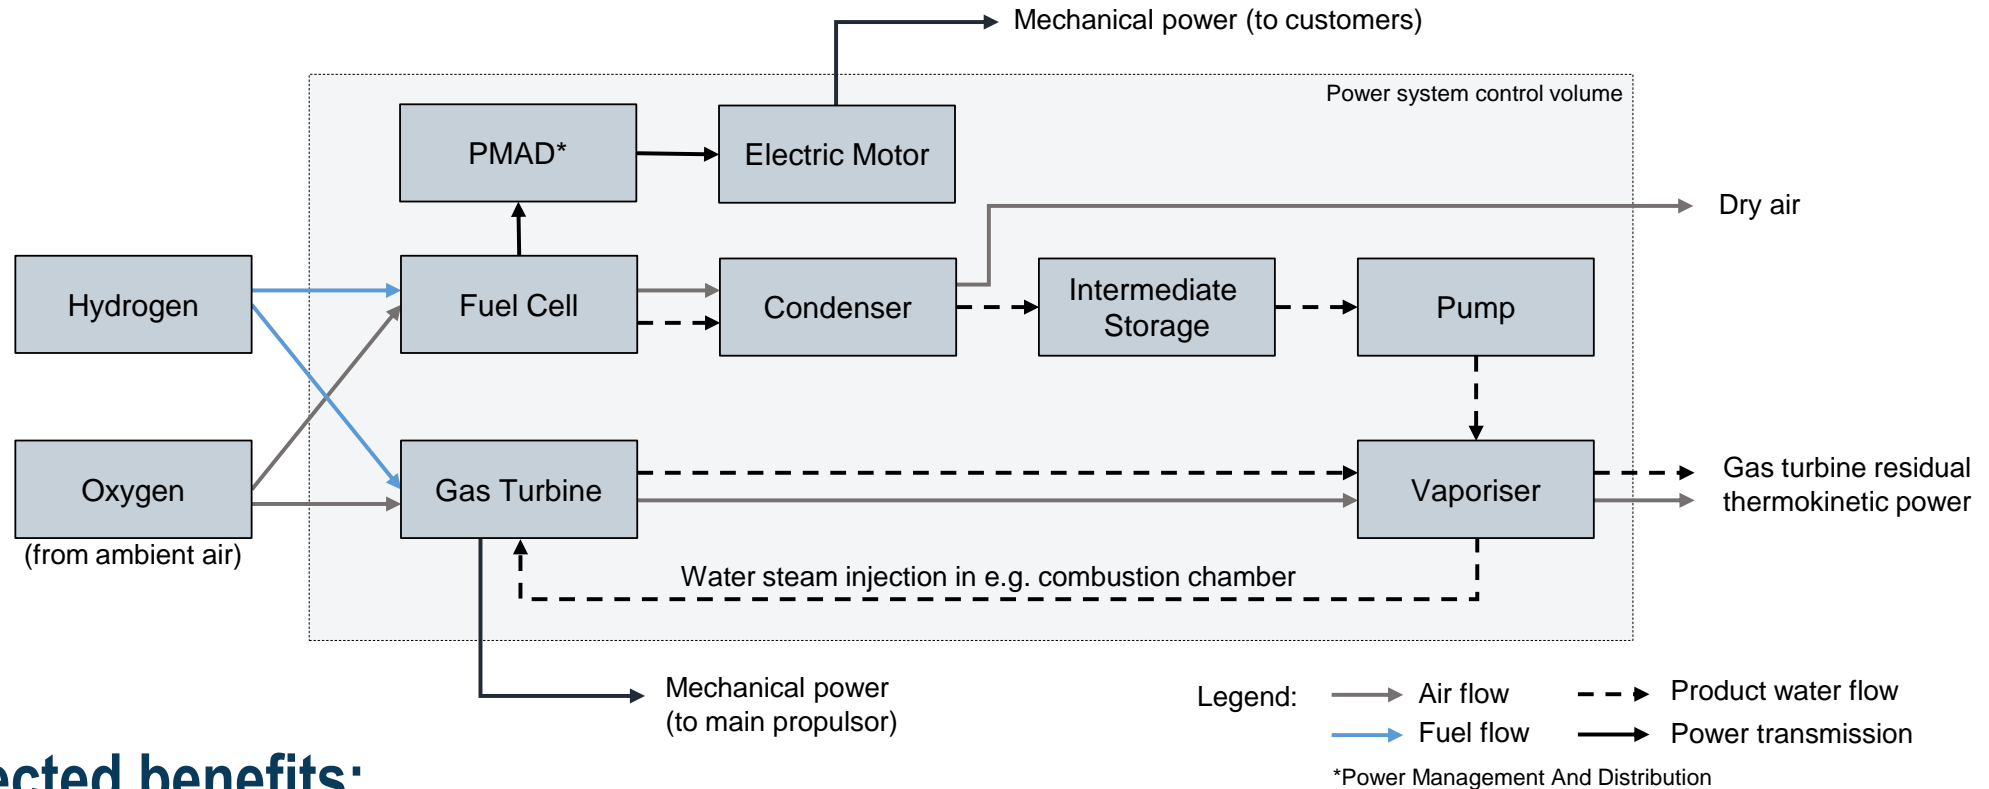 Mechanical power (to customers)
Power system control volume
PMAD*
Electric Motor
Dry air
Hydrogen
Fuel Cell
Condenser
Intermediate
Storage
Pump
Oxygen
(from ambient air)
Gas Turbine
Vaporiser
Gas turbine residual
thermokinetic power
Water steam injection in e.g. combustion chamber
Mechanical power
(to main propulsor)
Legend:
Air flow
Product water flow
Fuel flow
Power transmission
*Power Management And Distribution
benefits: